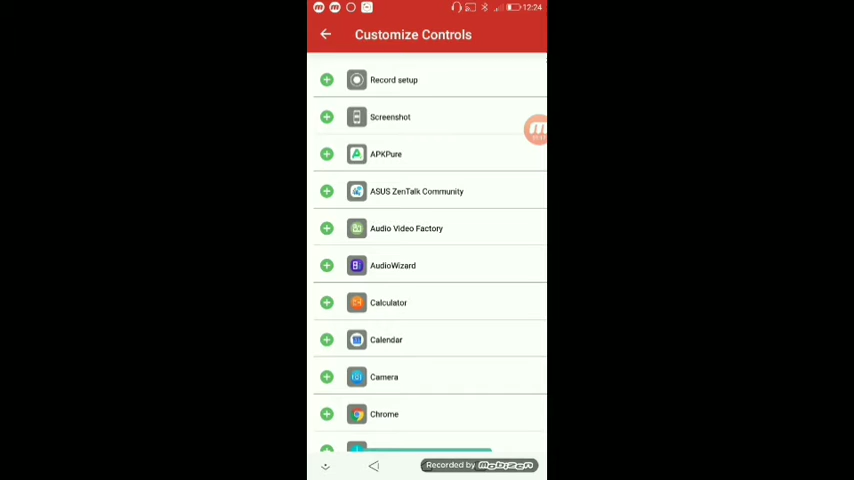 12:24
Customize Controls
Record setup
Screenshot
APKPure
ASUS ZenTalk Community
Audio Video Factory
AudioWizard
Calculator
Calendar
Camera
Chrome
Recorded by mobizen